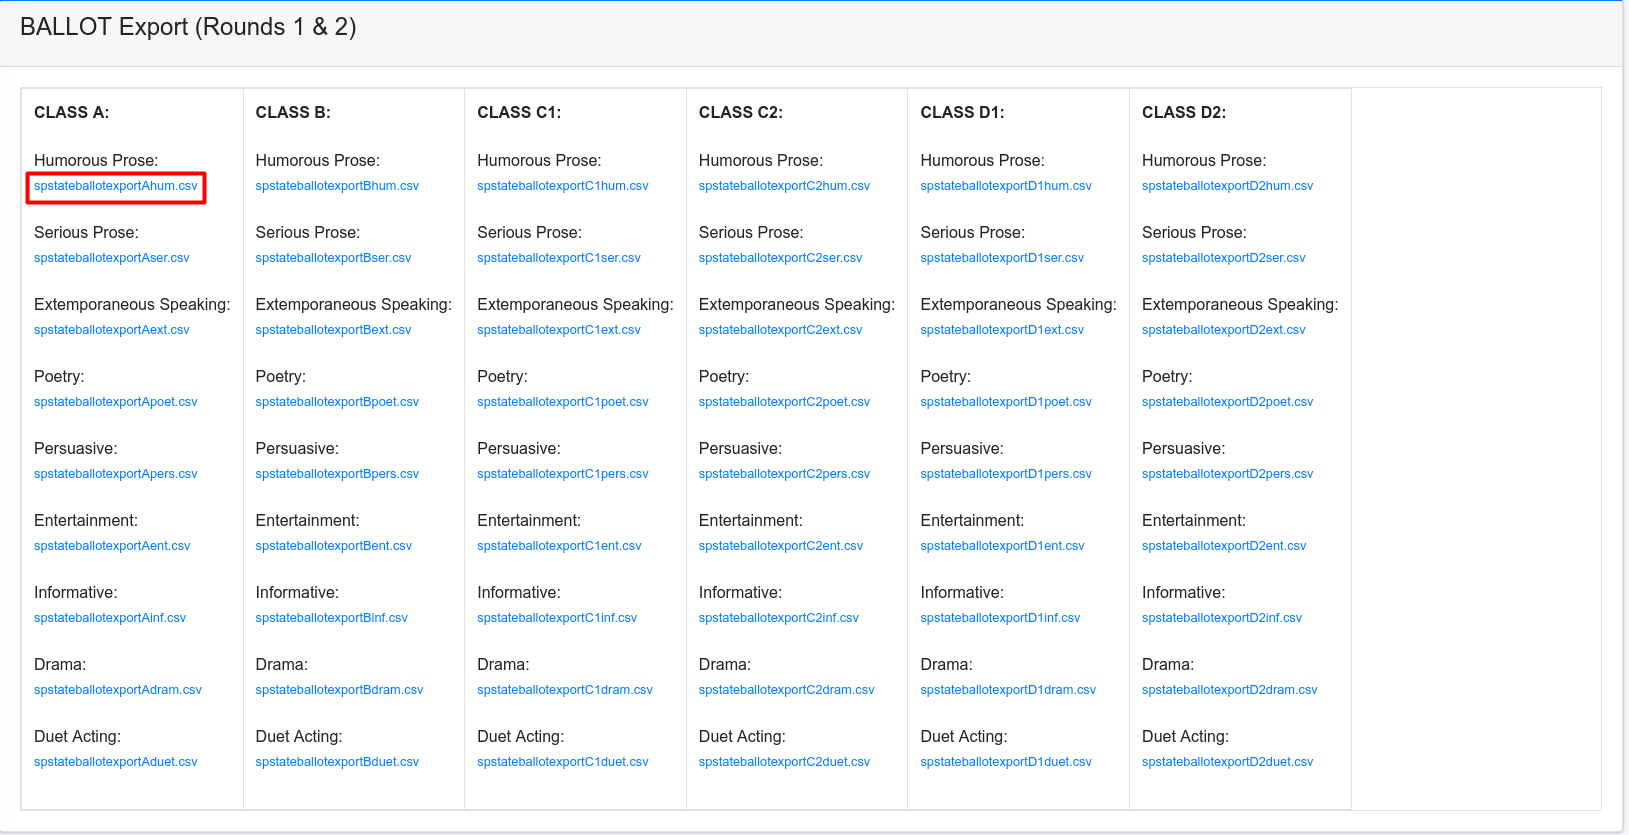 BALLOT Export (Rounds 1 & 2)
CLASS A:
Humorous Prose:
spstateballotexportAhum.csv
Serious Prose:
spstateballotexportAser.csv
Extemporaneous Speaking:
spstateballotexportAext.csv
Poetry:
spstateballotexportApoet.csv
Persuasive:
spstateballotexportApers.csv
Entertainment:
spstateballotexportAent.csv
Informative:
spstateballotexportAinf.csv
Drama:
spstateballotexportAdram.csv
Duet Acting:
spstateballotexportAduet.csv
CLASS B:
Humorous Prose:
spstateballotexportBhum.csv
Serious Prose:
spstateballotexportBser.csv
Extemporaneous Speaking:
spstateballotexportBext.csv
Poetry:
spstateballotexportBpoet.csv
Persuasive:
spstateballotexportBpers.csv
Entertainment:
spstateballotexportBent.csv
Informative:
spstateballotexportBinf.csv
Drama:
spstateballotexportBdram.csv
Duet Acting:
spstateballotexportBduet.csv
CLASS C1:
Humorous Prose:
spstateballotexportC1hum.csv
Serious Prose:
spstateballotexportC1ser.csv
Extemporaneous Speaking:
spstateballotexportC1ext.csv
Poetry:
spstateballotexportC1poet.csv
Persuasive:
spstateballotexportC1pers.csv
Entertainment:
spstateballotexportC1ent.csv
Informative:
spstateballotexportC1inf.csv
Drama:
spstateballotexportC1dram.csv
Duet Acting:
spstateballotexportC1duet.csv
CLASS C2:
Humorous Prose:
spstateballotexportC2hum.csv
Serious Prose:
spstateballotexportC2ser.csv
Extemporaneous Speaking:
spstateballotexportC2ext.csv
Poetry:
spstateballotexportC2poet.csv
Persuasive:
spstateballotexportC2pers.csv
Entertainment:
spstateballotexportC2ent.csv
Informative:
spstateballotexportC2inf.csv
Drama:
spstateballotexportC2dram.csv
Duet Acting:
spstateballotexportC2duet.csv
CLASS D1:
Humorous Prose:
spstateballotexportD1hum.csv
Serious Prose:
spstateballotexportD1ser.csv
Extemporaneous Speaking:
spstateballotexportD1ext.csv
Poetry:
spstateballotexportD1poet.csv
Persuasive:
spstateballotexportD1pers.csv
Entertainment:
spstateballotexportD1ent.csv
Informative:
spstateballotexportD1inf.csv
Drama:
spstateballotexportD1dram.csv
Duet Acting:
spstateballotexportD1duet.csv
CLASS D2:
Humorous Prose:
spstateballotexportD2hum.csv
Serious Prose:
spstateballotexportD2ser.csv
Extemporaneous Speaking:
spstateballotexportD2ext.csv
Poetry:
spstateballotexportD2poet.csv
Persuasive:
spstateballotexportD2pers.csv
Entertainment:
spstateballotexportD2ent.csv
Informative:
spstateballotexportD2inf.csv
Drama:
spstateballotexportD2dram.csv
Duet Acting:
spstateballotexportD2duet.csv